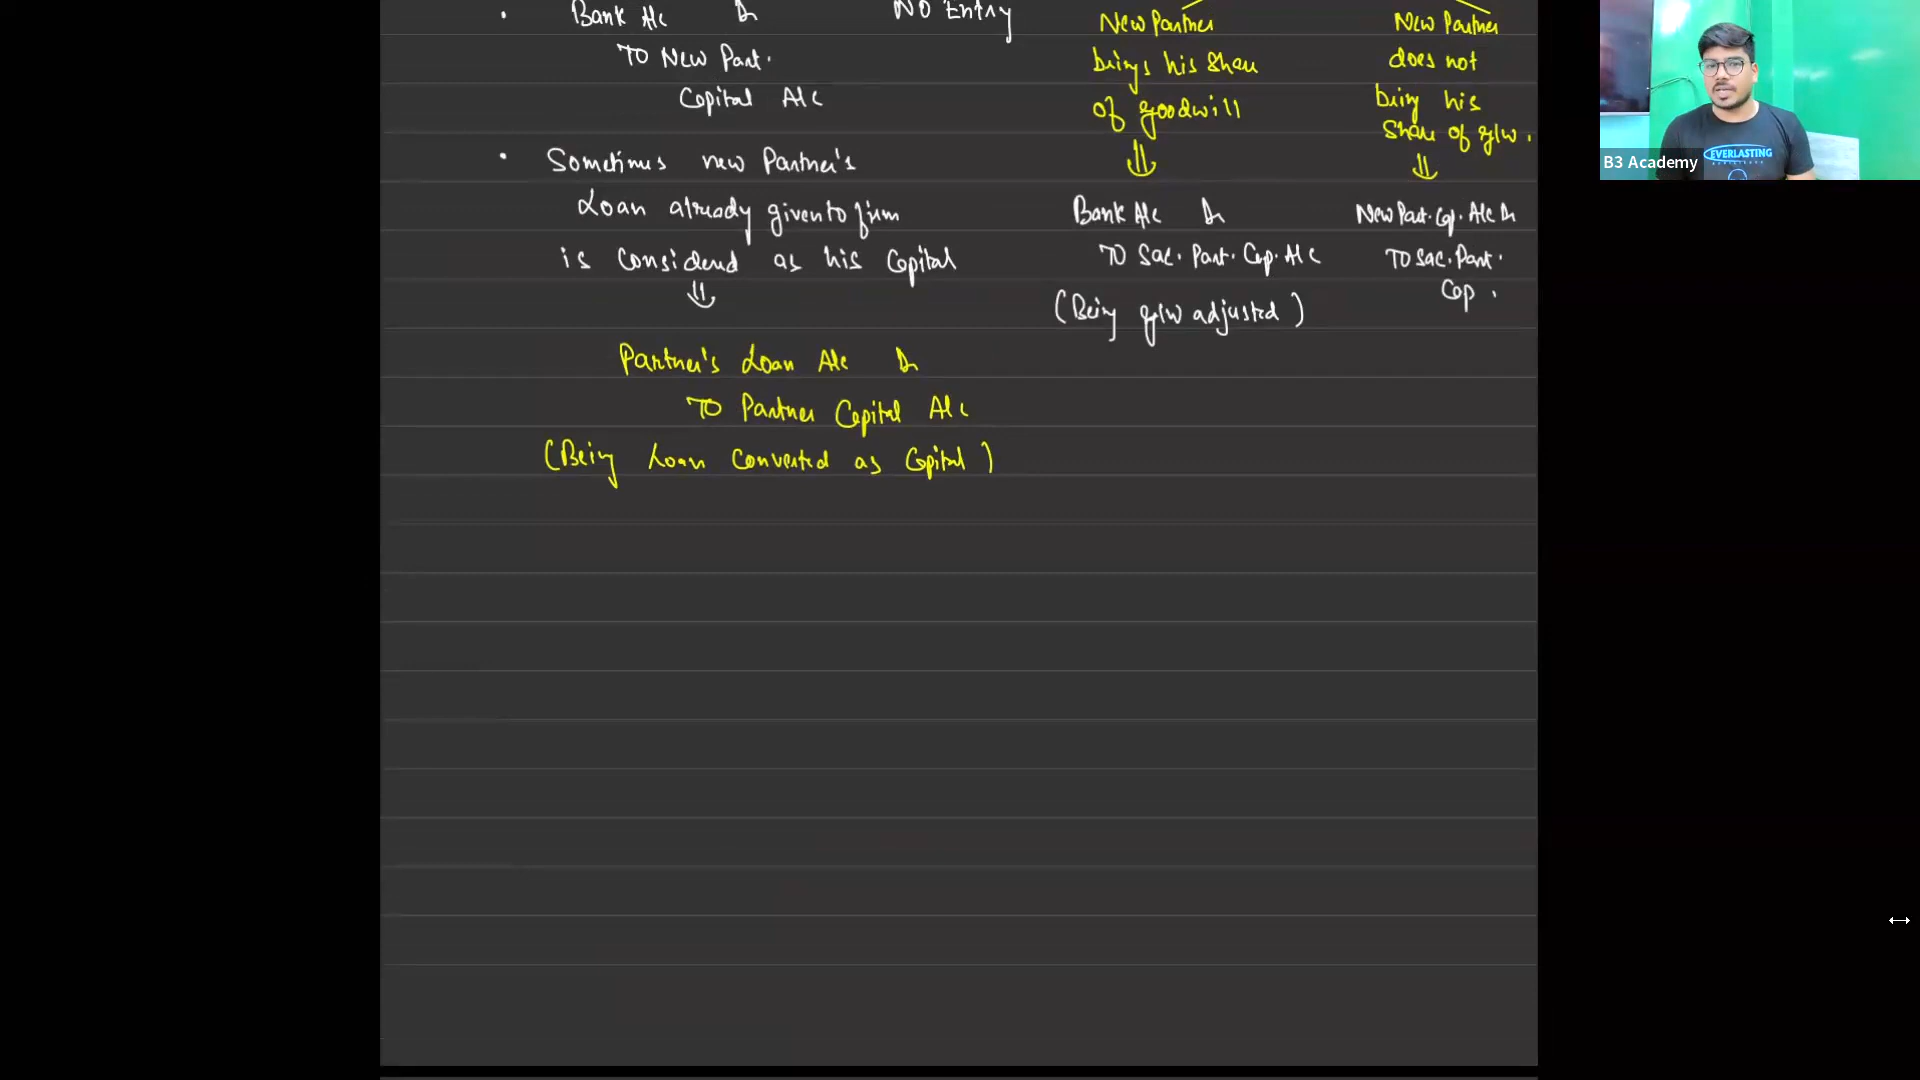 Bank A/c Dr
To New Part.
Capital A/c
No Entry
• Sometimes new Partner's
Loan already given to firm
is considered as his Capital
⇓
Partner's Loan A/c Dr
To Partner Capital A/c
(Being Loan converted as Capital)
New Partner
brings his share
of goodwill
⇓
Bank A/c Dr
To Sac. Part. Cap. A/c
(Being g/w adjusted)
New Partner
does not
bring his
Share of g/w.
⇓
New Part. Cap. A/c Dr
To Sac. Part.
Cap.
B3 Academy
EVERLASTING